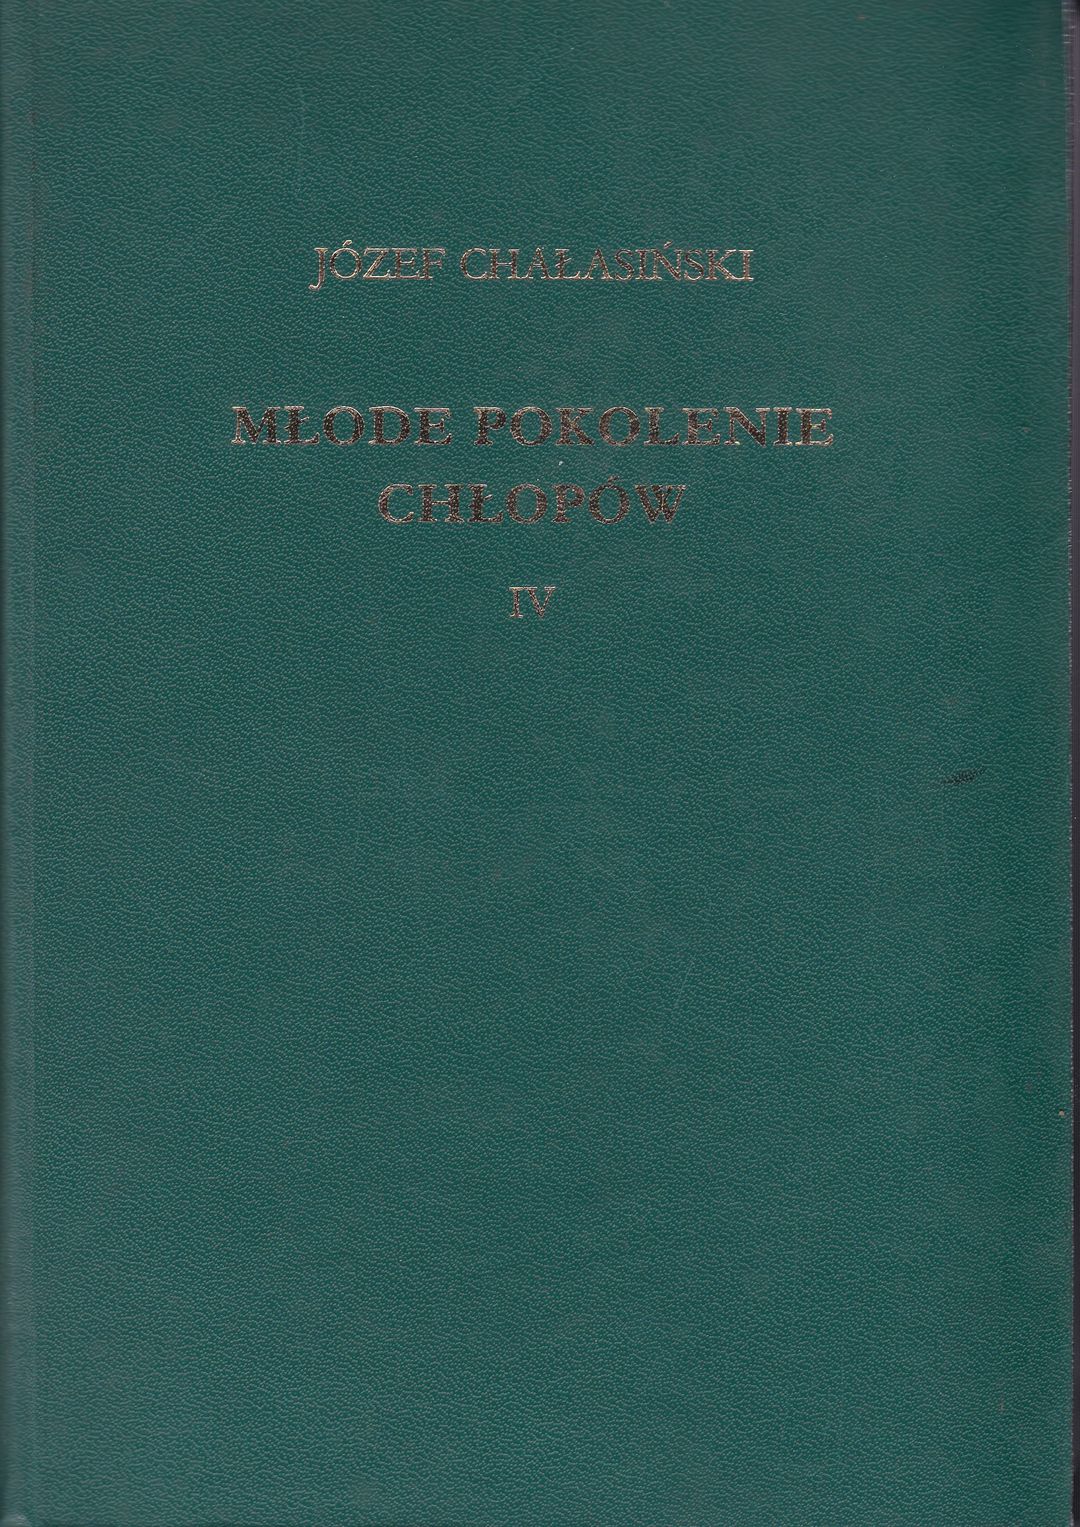 JÓZEF CHAŁASIŃSKI
MŁODE POKOLENIE
CHŁOPÓW
IV